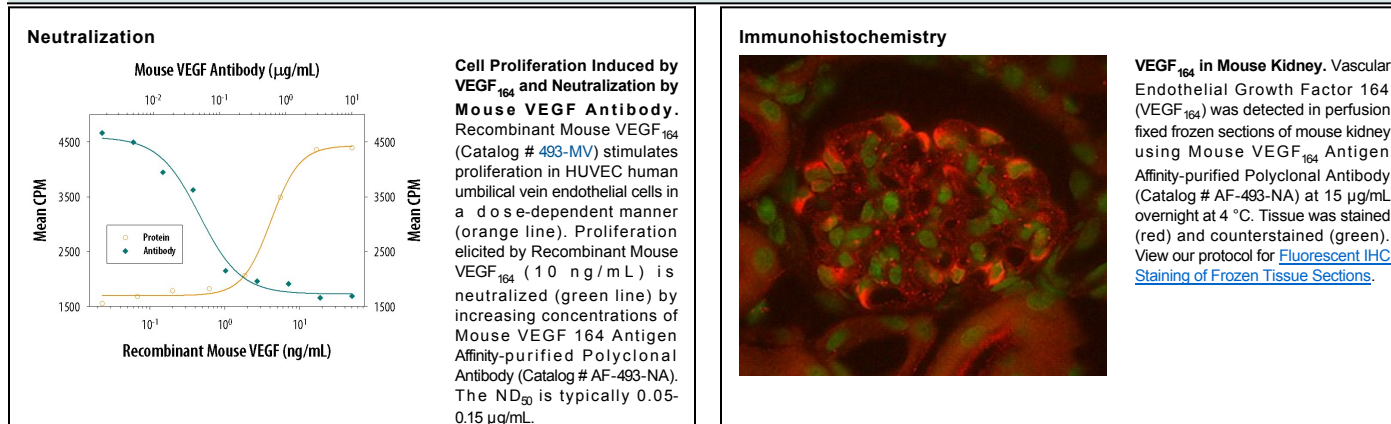 Neutralization
Mouse VEGF Antibody (μg/mL)
10-2 10-1 100 101
4500 4500
3500 3500
2500 2500
1500 1500
Mean CPM
Mean CPM
Protein
Antibody
10-1 100 101
Recombinant Mouse VEGF (ng/mL)
Cell Proliferation Induced by
VEGF164 and Neutralization by
Mouse VEGF Antibody.
Recombinant Mouse VEGF164
(Catalog # 493-MV) stimulates
proliferation in HUVEC human
umbilical vein endothelial cells in
a dose-dependent manner
(orange line). Proliferation
elicited by Recombinant Mouse
VEGF164 (10 ng/mL) is
neutralized (green line) by
increasing concentrations of
Mouse VEGF 164 Antigen
Affinity-purified Polyclonal
Antibody (Catalog # AF-493-NA).
The ND50 is typically 0.05-
0.15 µg/mL.
Immunohistochemistry
VEGF164 in Mouse Kidney. Vascular
Endothelial Growth Factor 164
(VEGF164) was detected in perfusion
fixed frozen sections of mouse kidney
using Mouse VEGF164 Antigen
Affinity-purified Polyclonal Antibody
(Catalog # AF-493-NA) at 15 µg/mL
overnight at 4 °C. Tissue was stained
(red) and counterstained (green).
View our protocol for Fluorescent IHC
Staining of Frozen Tissue Sections.